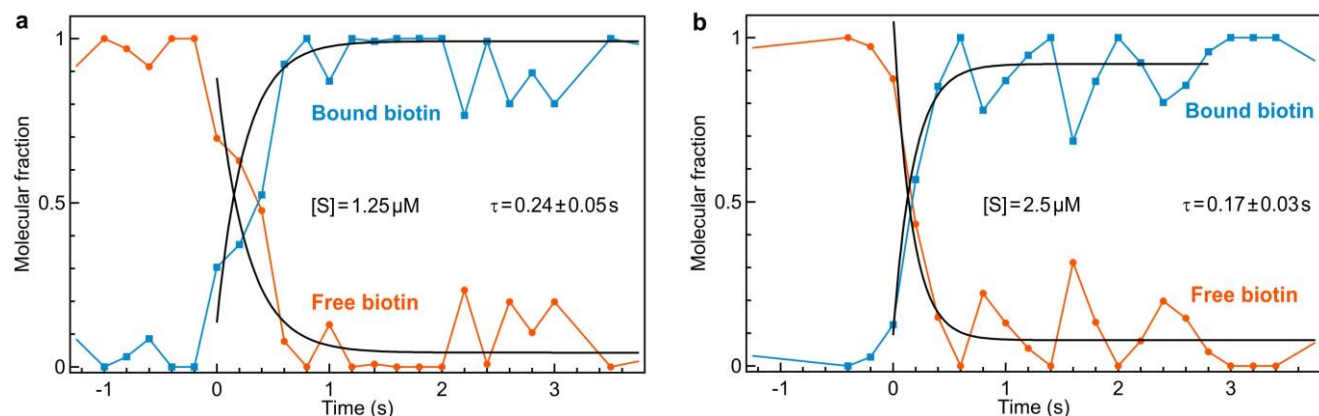 a
1
0.5
0
Molecular fraction
Bound biotin
[S]=1.25 µM
τ=0.24±0.05 s
Free biotin
-1
0
1
2
3
Time (s)
b
1
0.5
0
Molecular fraction
Bound biotin
[S]=2.5 µM
τ=0.17±0.03 s
Free biotin
-1
0
1
2
3
Time (s)